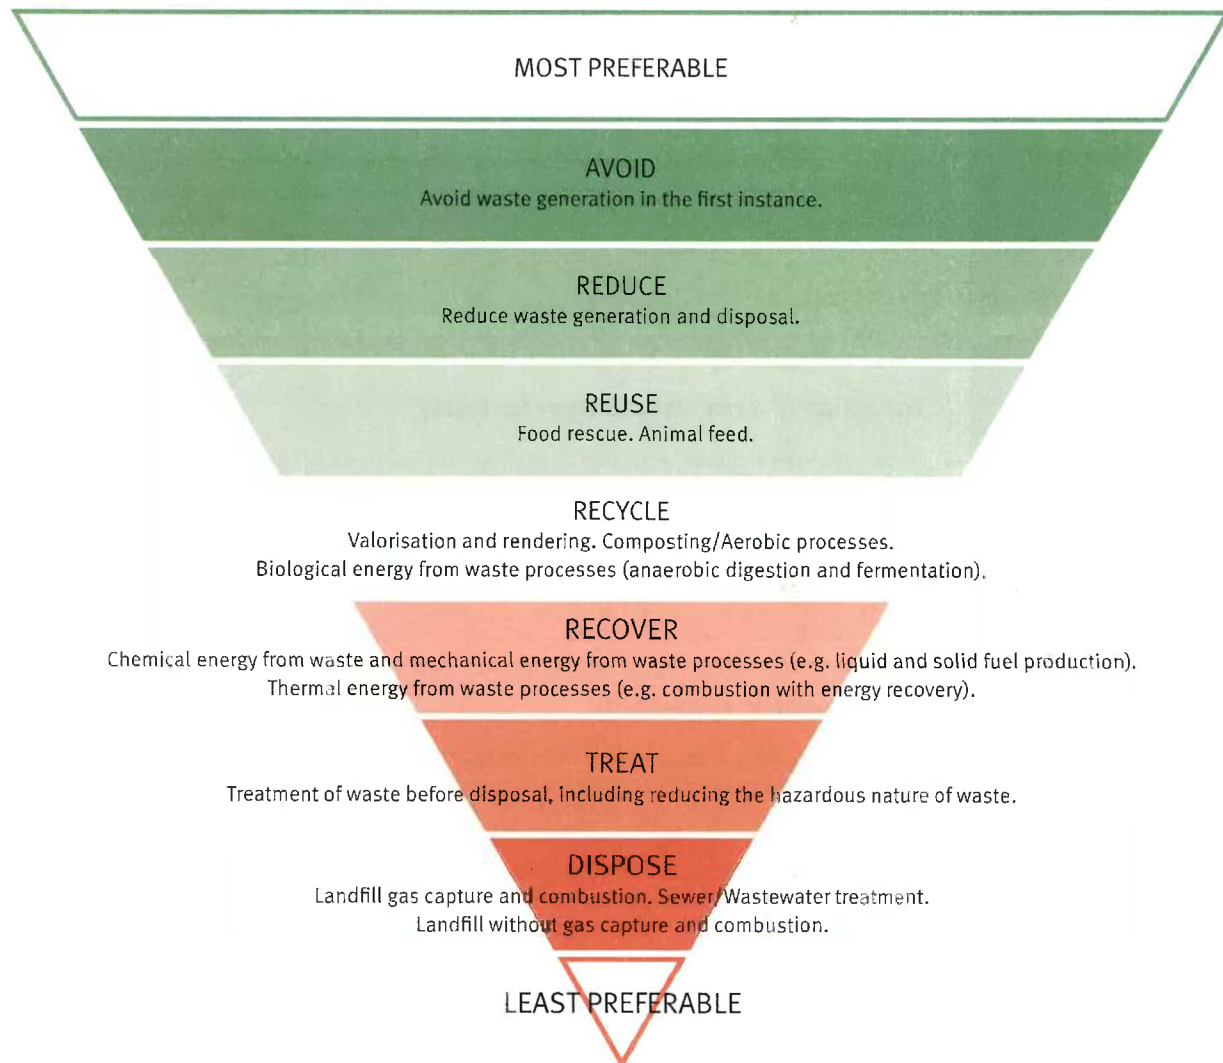 MOST PREFERABLE
AVOID
Avoid waste generation in the first instance.
REDUCE
Reduce waste generation and disposal.
REUSE
Food rescue. Animal feed.
RECYCLE
Valorisation and rendering. Composting/Aerobic processes.
Biological energy from waste processes (anaerobic digestion and fermentation).
RECOVER
Chemical energy from waste and mechanical energy from waste processes (e.g. liquid and solid fuel production).
Thermal energy from waste processes (e.g. combustion with energy recovery).
TREAT
Treatment of waste before disposal, including reducing the hazardous nature of waste.
DISPOSE
Landfill gas capture and combustion. Sewer/Wastewater treatment.
Landfill without gas capture and combustion.
LEAST PREFERABLE